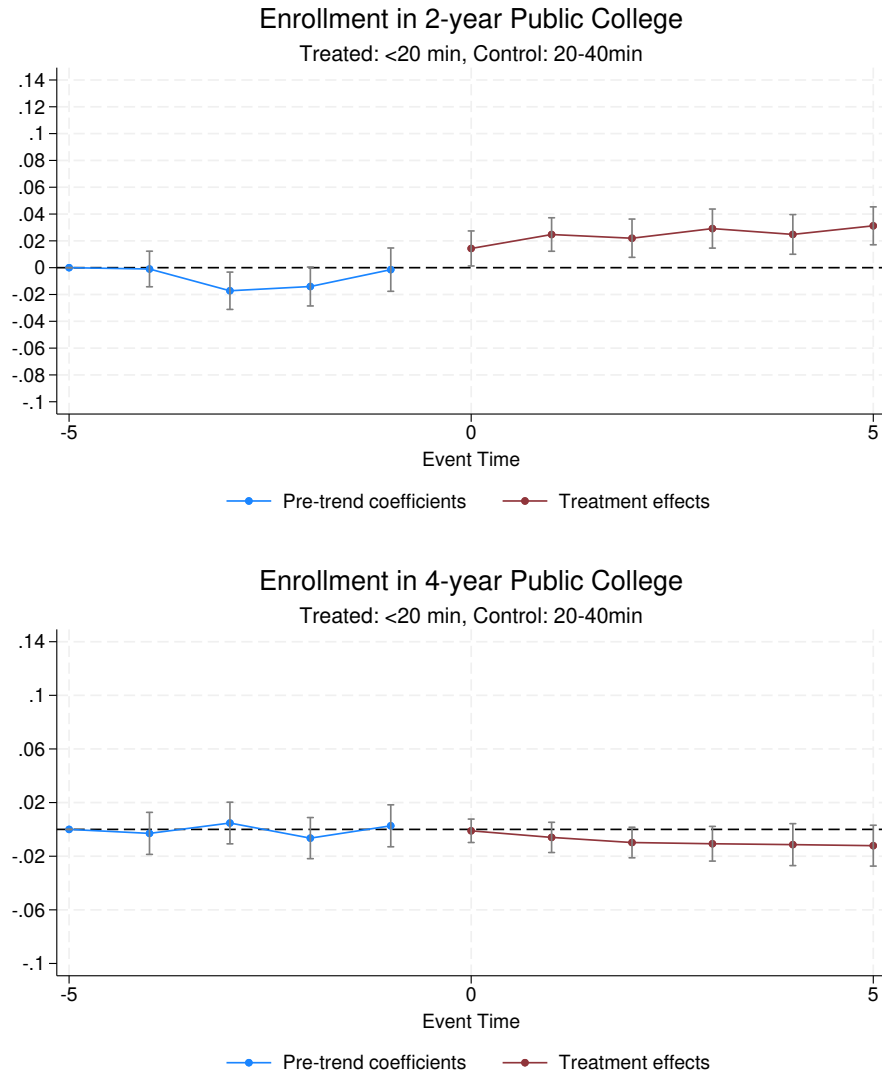 Enrollment in 2-year Public College
Treated: <20 min, Control: 20-40min
.14
.12
.1
.08
.06
.04
.02
0
-.02
-.04
-.06
-.08
-.1
-5 0 5
Event Time
Pre-trend coefficients Treatment effects
Enrollment in 4-year Public College
Treated: <20 min, Control: 20-40min
.14
.1
.06
.02
-.02
-.06
-.1
-5 0 5
Event Time
Pre-trend coefficients Treatment effects